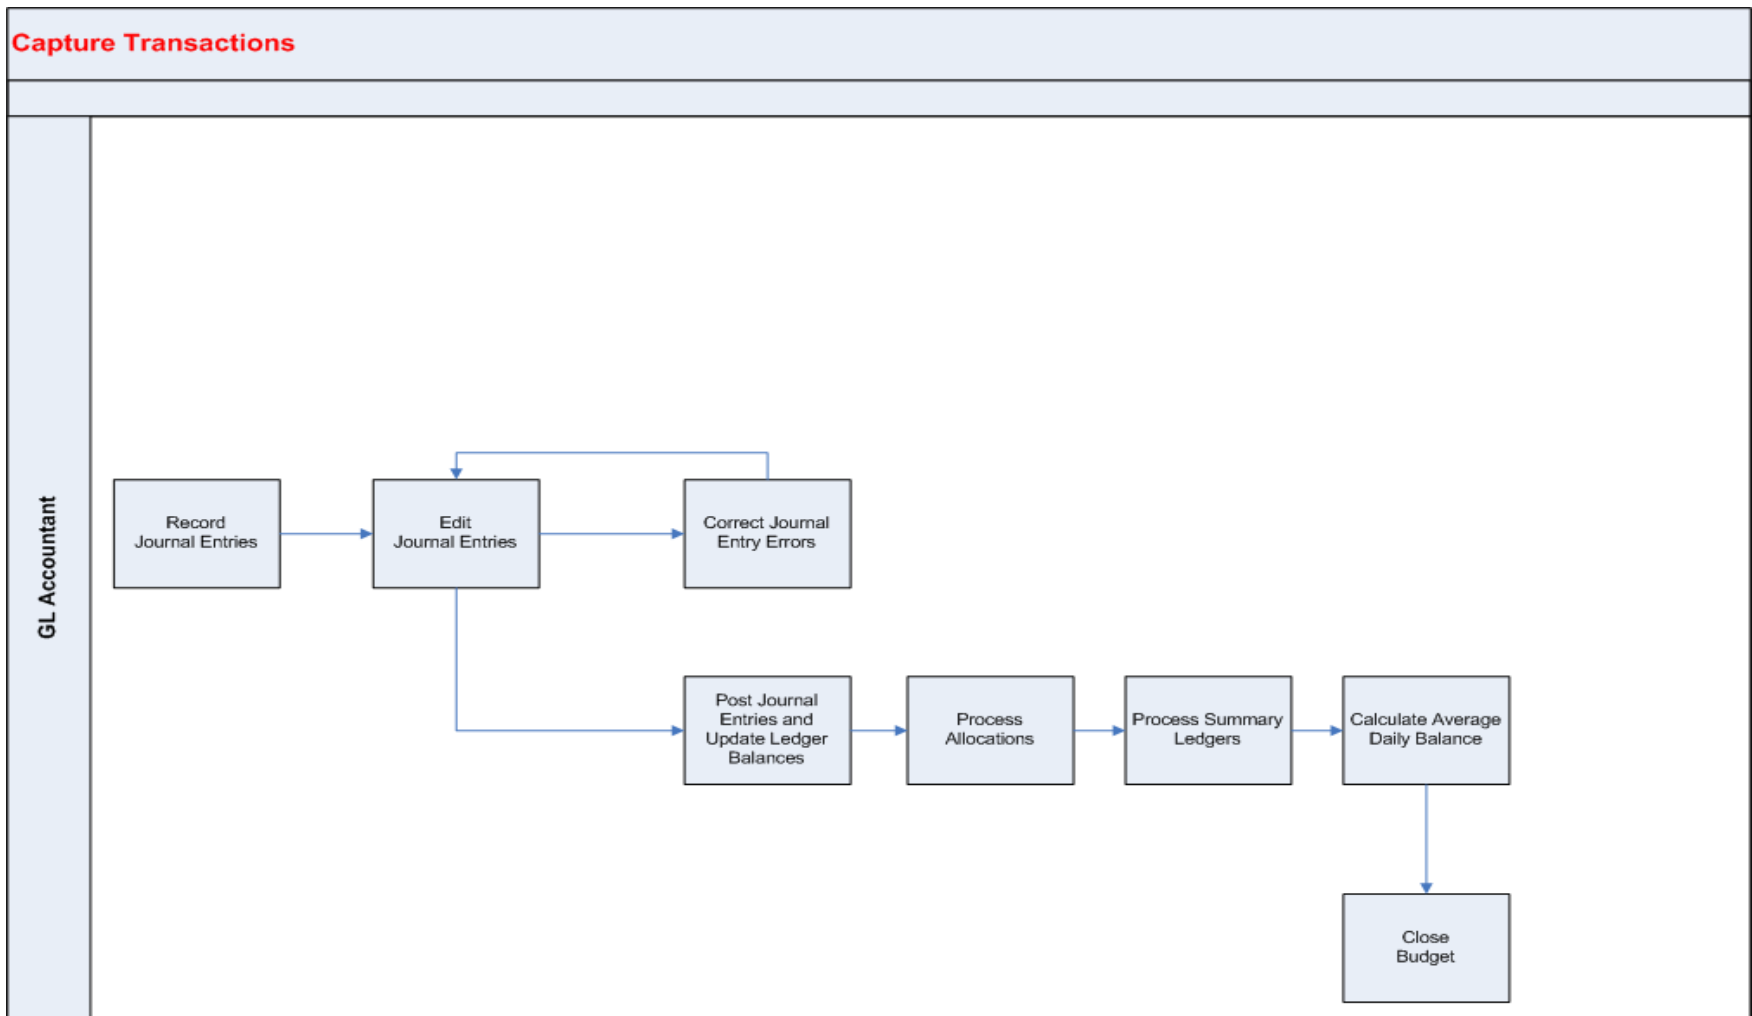 Capture Transactions
GL Accountant
Record
Journal Entries
Edit
Journal Entries
Correct Journal
Entry Errors
Post Journal
Entries and
Update Ledger
Balances
Process
Allocations
Process Summary
Ledgers
Calculate Average
Daily Balance
Close
Budget